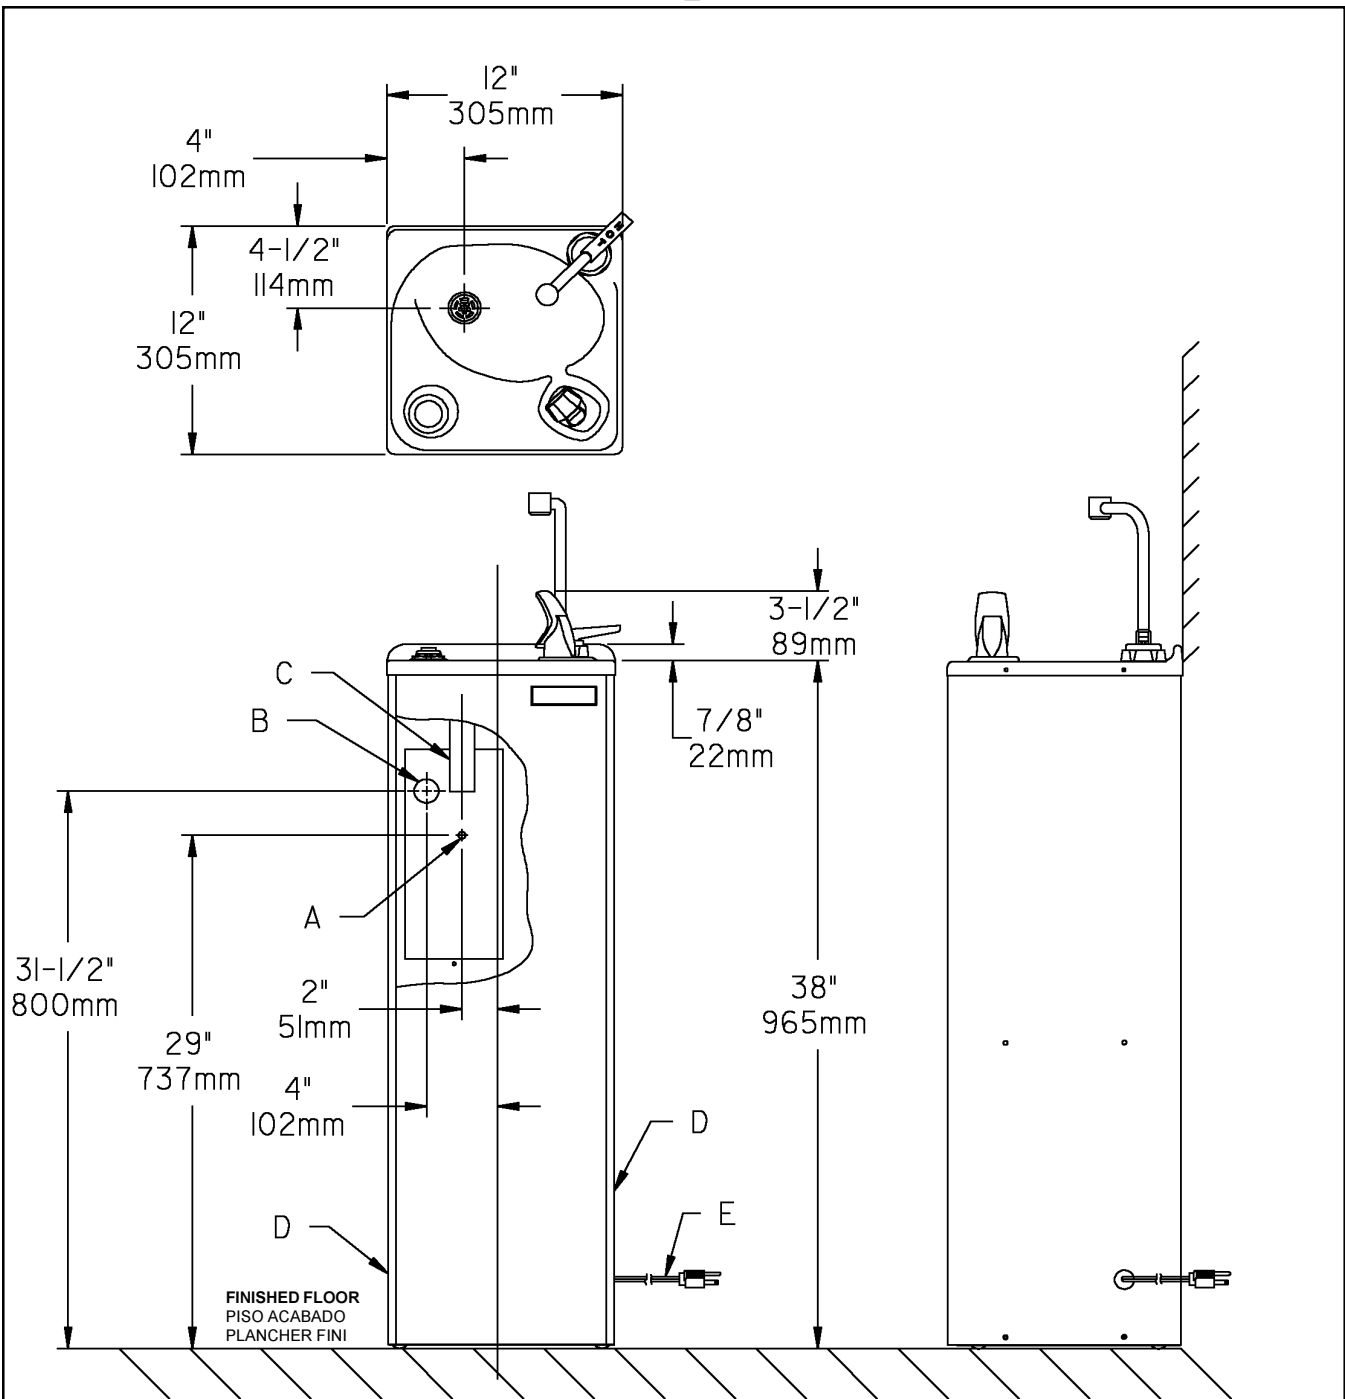 12"
305mm
4"
102mm
HOT
4-1/2"
114mm
12"
305mm
3-1/2"
89mm
C
B
7/8"
22mm
A
31-1/2"
800mm
2"
51mm
38"
965mm
29"
737mm
4"
102mm
D
E
D
FINISHED FLOOR
PISO ACABADO
PLANCHER FINI